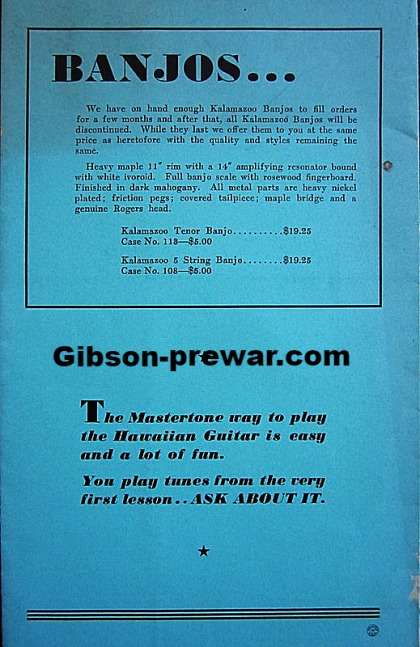 BANJOS...
We have on hand enough Kalamazoo Banjos to fill orders
for a few months and after that, all Kalamazoo Banjos will be
discontinued. While they last we offer them to you at the same
price as heretofore with the quality and styles remaining the
same.
Heavy maple 11" rim with a 14" amplifying resonator bound
with white ivoroid. Full banjo scale with rosewood fingerboard.
Finished in dark mahogany. All metal parts are heavy nickel
plated; friction pegs; covered tailpiece; maple bridge and a
genuine Rogers head.
Kalamazoo Tenor Banjo..........$19.25
Case No. 113—$5.00
Kalamazoo 5 String Banjo........$19.25
Case No. 108—$5.00
Gibson-prewar.com
The Mastertone way to play
the Hawaiian Guitar is easy
and a lot of fun.
You play tunes from the very
first lesson..ASK ABOUT IT.